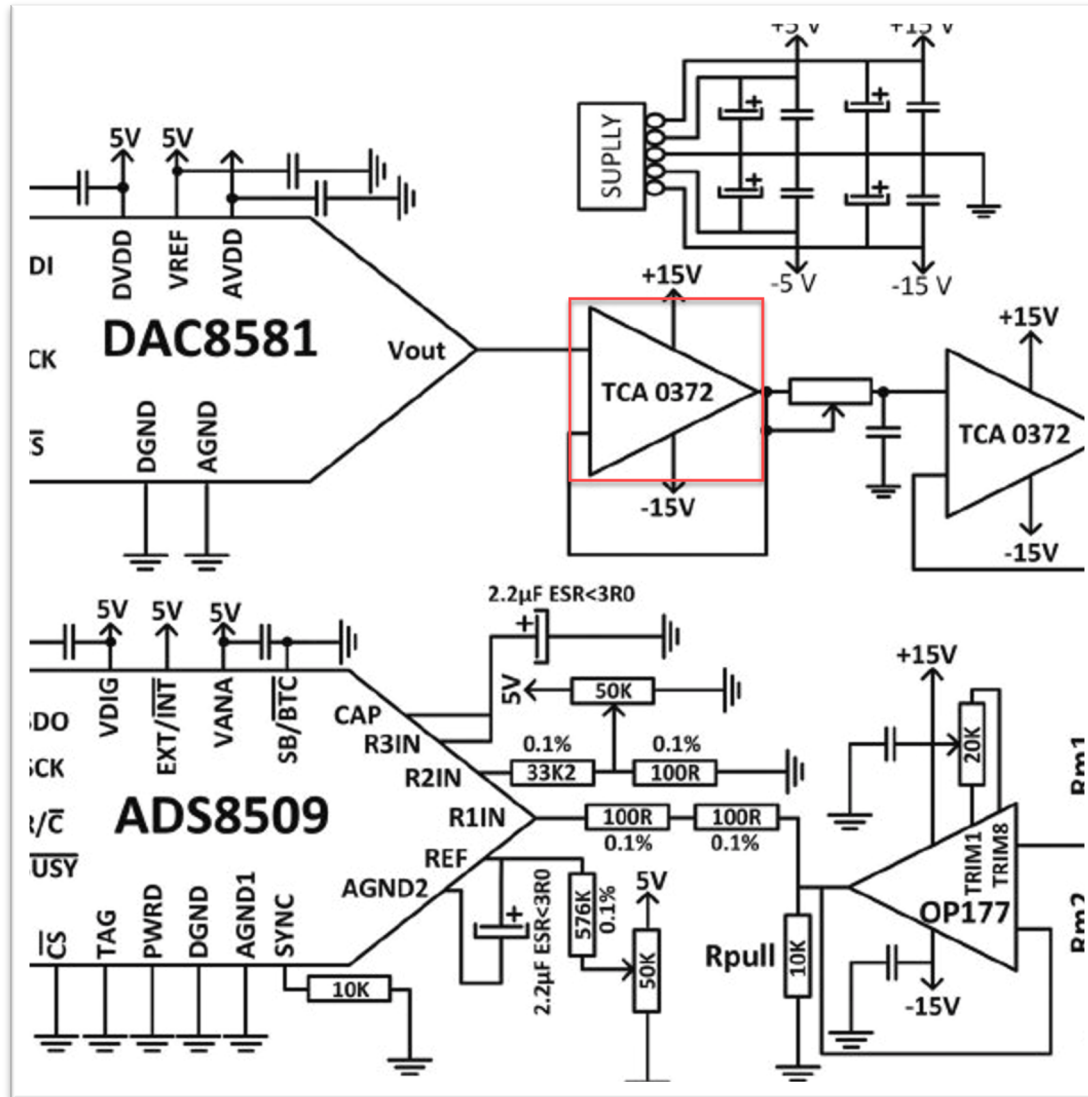 +5 V
+15 V
SUPLLY
-5 V
-15 V
5V
5V
DVDD
VREF
AVDD
DI
CK
DAC8581
Vout
DGND
AGND
+15V
TCA 0372
-15V
+15V
TCA 0372
-15V
2.2µF ESR<3R0
5V
5V
5V
VDIG
EXT/INT
VANA
SB/BTC
CAP
R3IN
R2IN
R1IN
REF
AGND2
SCK
ADS8509
R/C
CS
TAG
PWRD
DGND
AGND1
SYNC
10K
5V
50K
0.1%
0.1%
33K2
100R
100R
100R
0.1%
0.1%
2.2µF ESR<3R0
576K
0.1%
5V
50K
Rpull
10K
+15V
20K
TRIM1
TRIM8
OP177
-15V
Rm1
Rm2